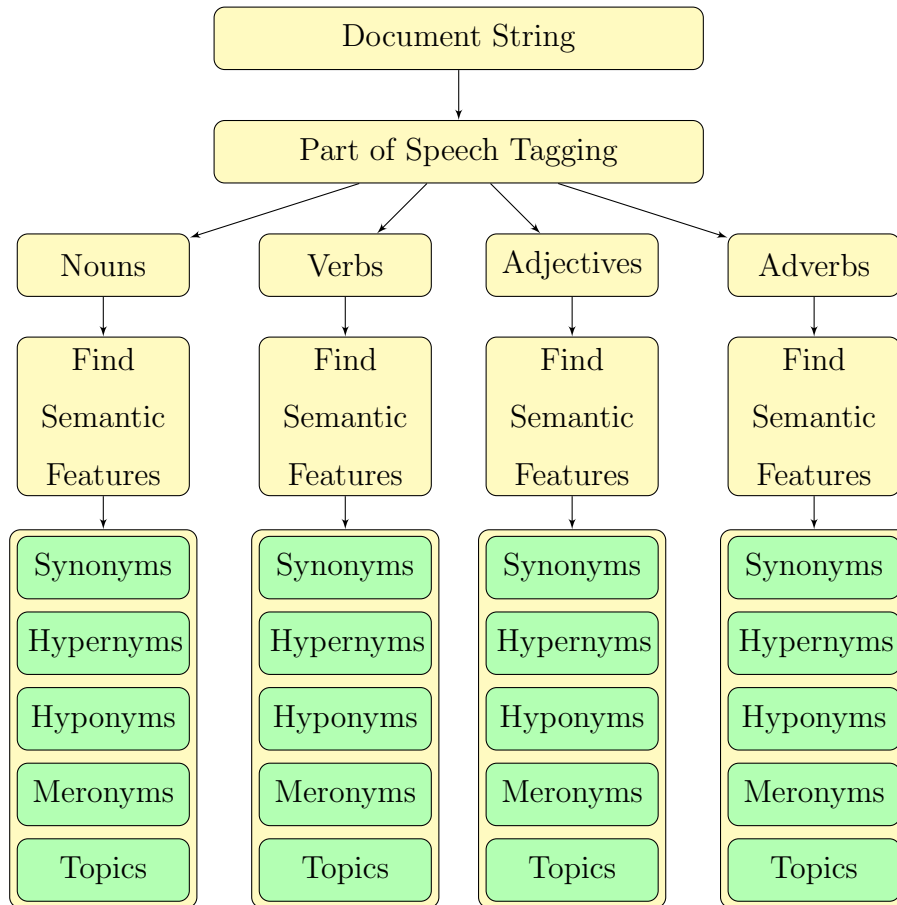 Document String
Part of Speech Tagging
Nouns
Verbs
Adjectives
Adverbs
Find
Semantic
Features
Find
Semantic
Features
Find
Semantic
Features
Find
Semantic
Features
Synonyms
Hypernyms
Hyponyms
Meronyms
Topics
Synonyms
Hypernyms
Hyponyms
Meronyms
Topics
Synonyms
Hypernyms
Hyponyms
Meronyms
Topics
Synonyms
Hypernyms
Hyponyms
Meronyms
Topics